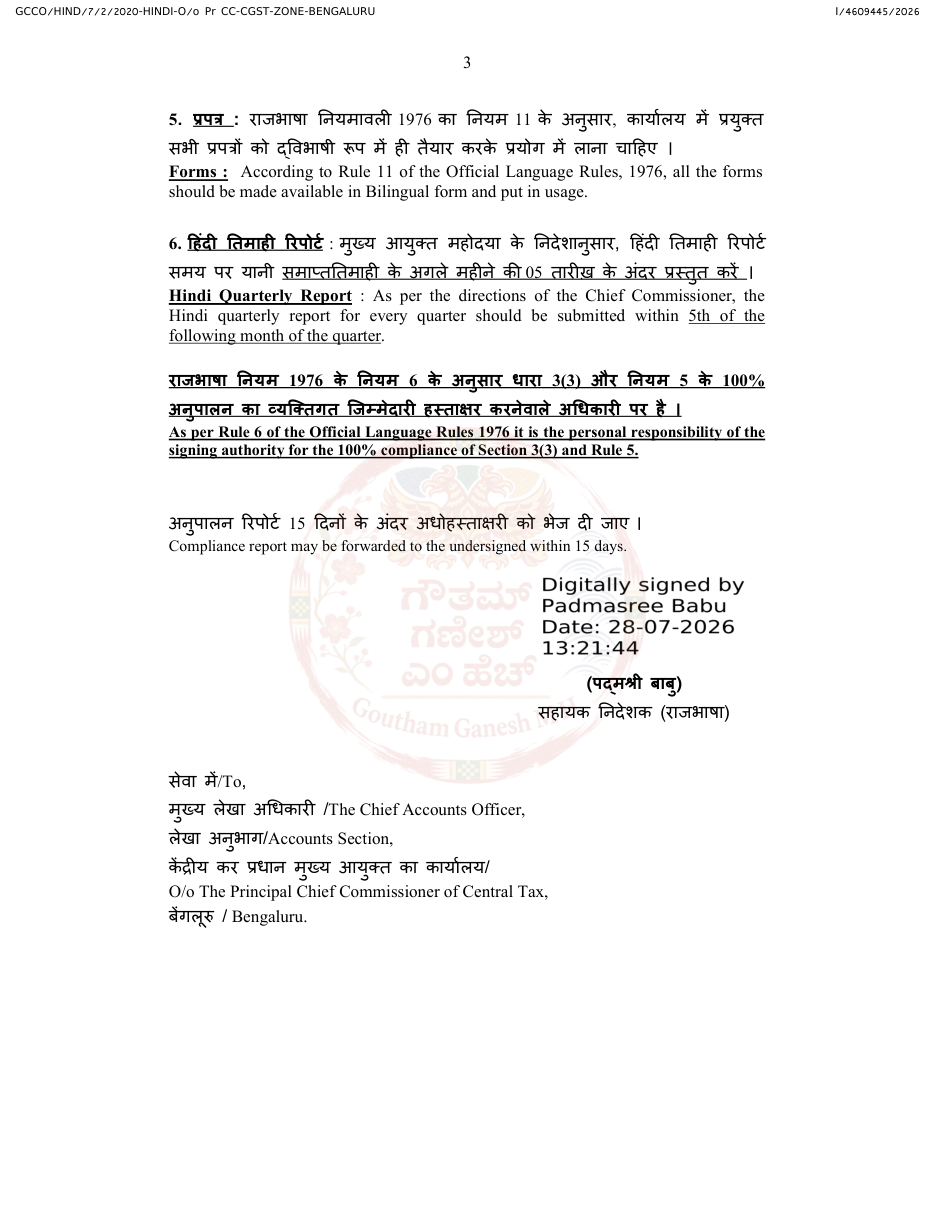 GCCO/HIND/7/2/2020-HINDI-O/o Pr CC-CGST-ZONE-BENGALURU
I/4609445/2026
3
5. प्रपत्र : राजभाषा नियमावली 1976 का नियम 11 के अनुसार, कार्यालय में प्रयुक्त
सभी प्रपत्रों को द्विभाषी रूप में ही तैयार करके प्रयोग में लाना चाहिए ।
Forms : According to Rule 11 of the Official Language Rules, 1976, all the forms
should be made available in Bilingual form and put in usage.
6. हिंदी तिमाही रिपोर्ट : मुख्य आयुक्त महोदया के निदेशानुसार, हिंदी तिमाही रिपोर्ट
समय पर यानी समाप्ततिमाही के अगले महीने की 05 तारीख के अंदर प्रस्तुत करें ।
Hindi Quarterly Report : As per the directions of the Chief Commissioner, the
Hindi quarterly report for every quarter should be submitted within 5th of the
following month of the quarter.
राजभाषा नियम 1976 के नियम 6 के अनुसार धारा 3(3) और नियम 5 के 100%
अनुपालन का व्यक्तिगत जिम्मेदारी हस्ताक्षर करनेवाले अधिकारी पर है ।
As per Rule 6 of the Official Language Rules 1976 it is the personal responsibility of the
signing authority for the 100% compliance of Section 3(3) and Rule 5.
अनुपालन रिपोर्ट 15 दिनों के अंदर अधोहस्ताक्षरी को भेज दी जाए ।
Compliance report may be forwarded to the undersigned within 15 days.
ಗೌತಮ್
ಗಣೇಶ್
ಎಂ ಹೆಚ್
Goutham Ganesh M H
Digitally signed by
Padmasree Babu
Date: 28-07-2026
13:21:44
(पद्मश्री बाबु)
सहायक निदेशक (राजभाषा)
सेवा में/To,
मुख्य लेखा अधिकारी /The Chief Accounts Officer,
लेखा अनुभाग/Accounts Section,
केंद्रीय कर प्रधान मुख्य आयुक्त का कार्यालय/
O/o The Principal Chief Commissioner of Central Tax,
बेंगलूरु / Bengaluru.